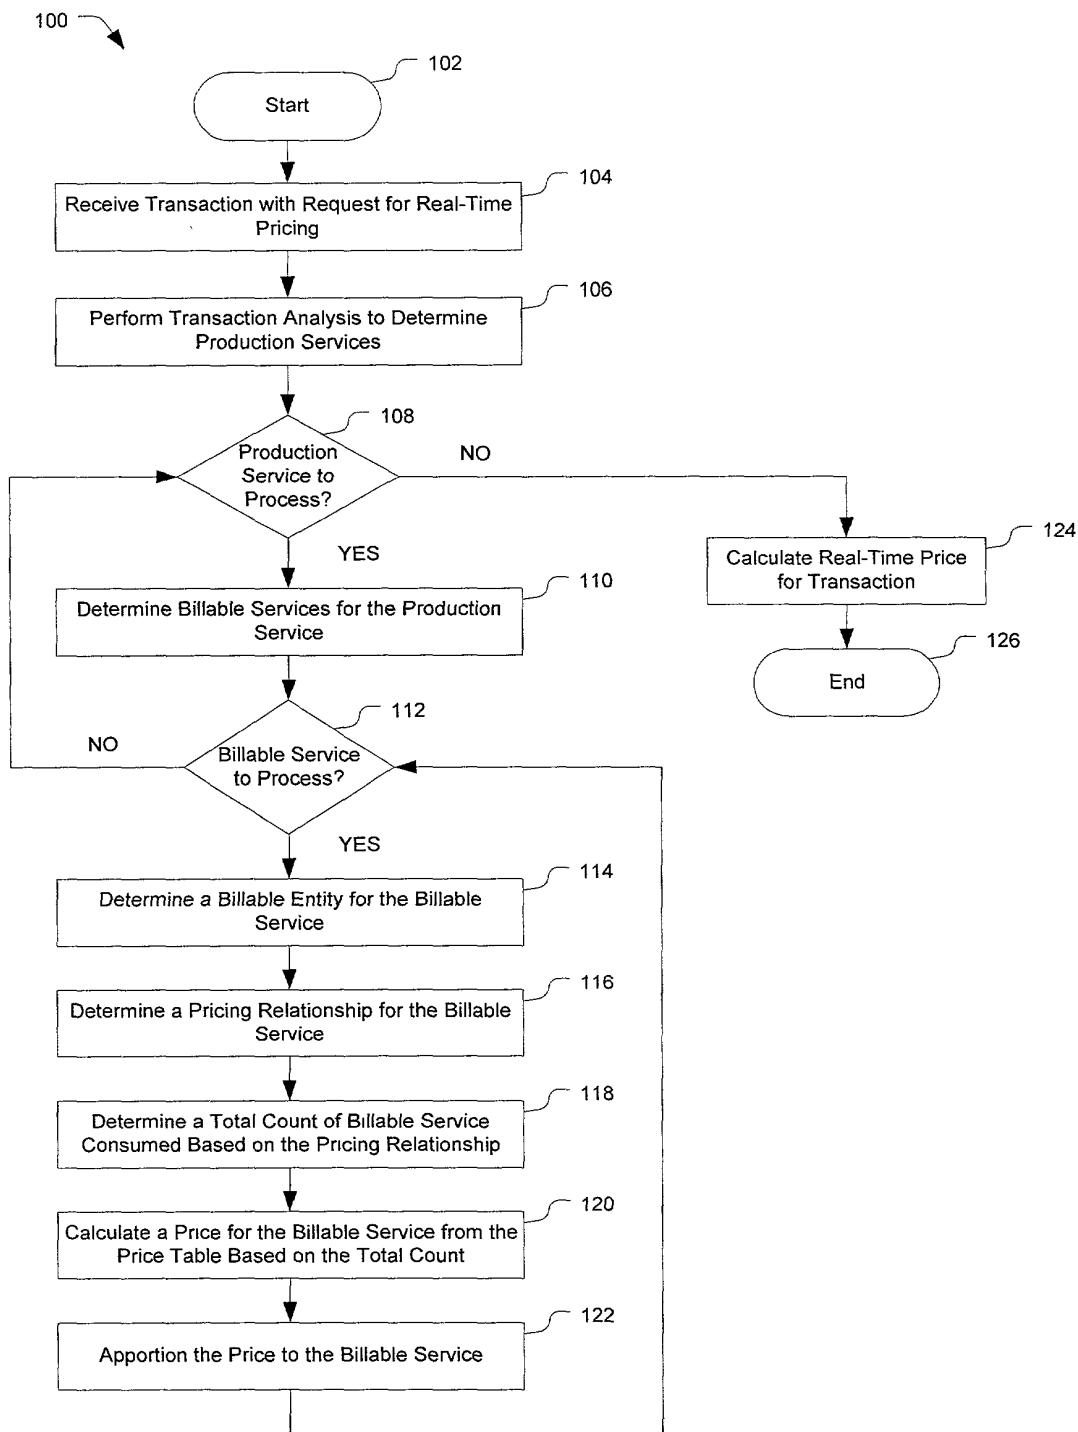 100
102
Start
104
Receive Transaction with Request for Real-Time
Pricing
106
Perform Transaction Analysis to Determine
Production Services
108
Production
Service to
Process?
NO
YES
124
Calculate Real-Time Price
for Transaction
110
Determine Billable Services for the Production
Service
126
End
112
Billable Service
to Process?
NO
YES
114
Determine a Billable Entity for the Billable
Service
116
Determine a Pricing Relationship for the Billable
Service
118
Determine a Total Count of Billable Service
Consumed Based on the Pricing Relationship
120
Calculate a Price for the Billable Service from the
Price Table Based on the Total Count
122
Apportion the Price to the Billable Service